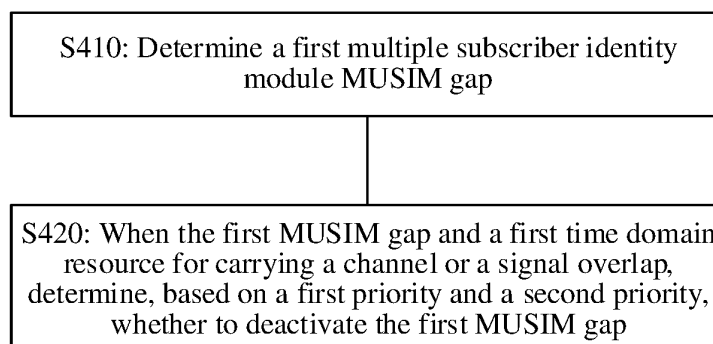 S410: Determine a first multiple subscriber identity
module MUSIM gap
S420: When the first MUSIM gap and a first time domain
resource for carrying a channel or a signal overlap,
determine, based on a first priority and a second priority,
whether to deactivate the first MUSIM gap